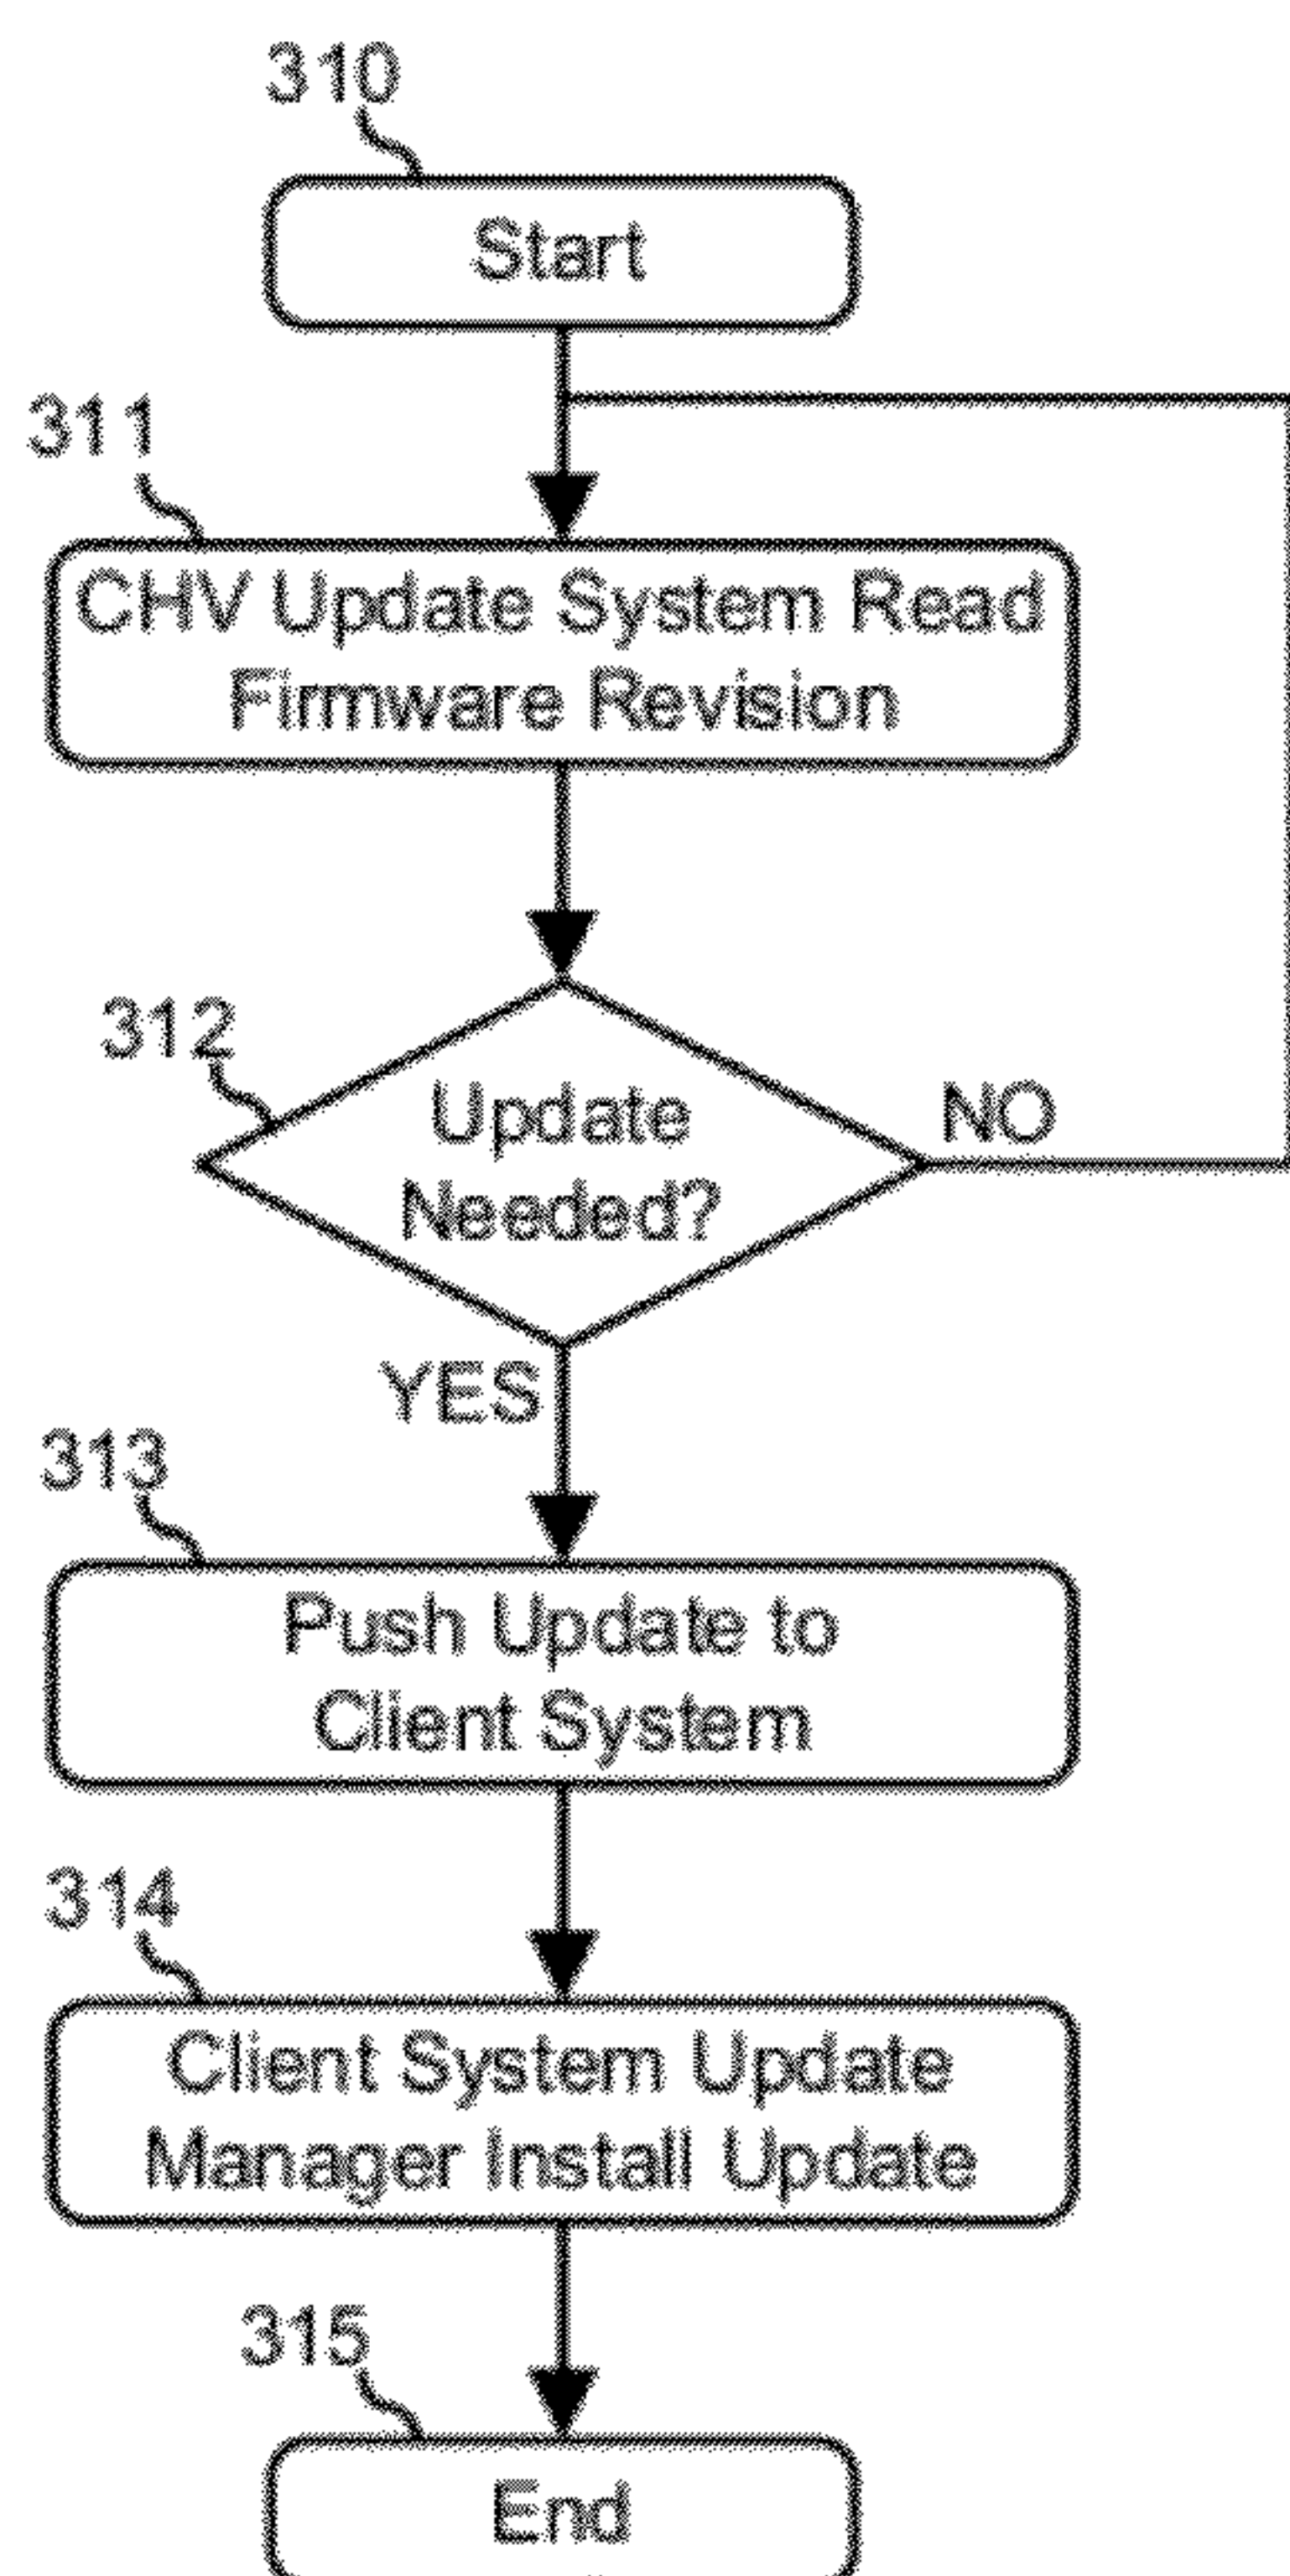 310
Start
311
CHV Update System Read
Firmware Revision
312
Update
Needed?
NO
YES
313
Push Update to
Client System
314
Client System Update
Manager Install Update
315
End